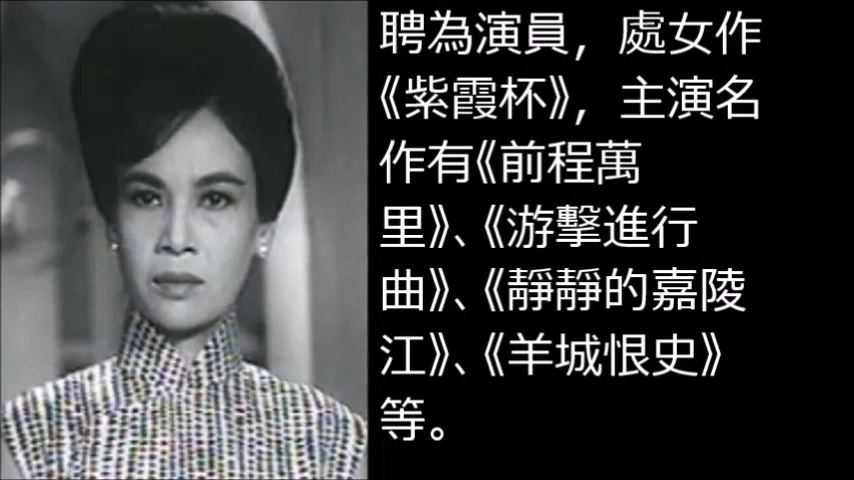 聘為演員，處女作
《紫霞杯》，主演名
作有《前程萬
里》、《游擊進行
曲》、《靜靜的嘉陵
江》、《羊城恨史》
等。